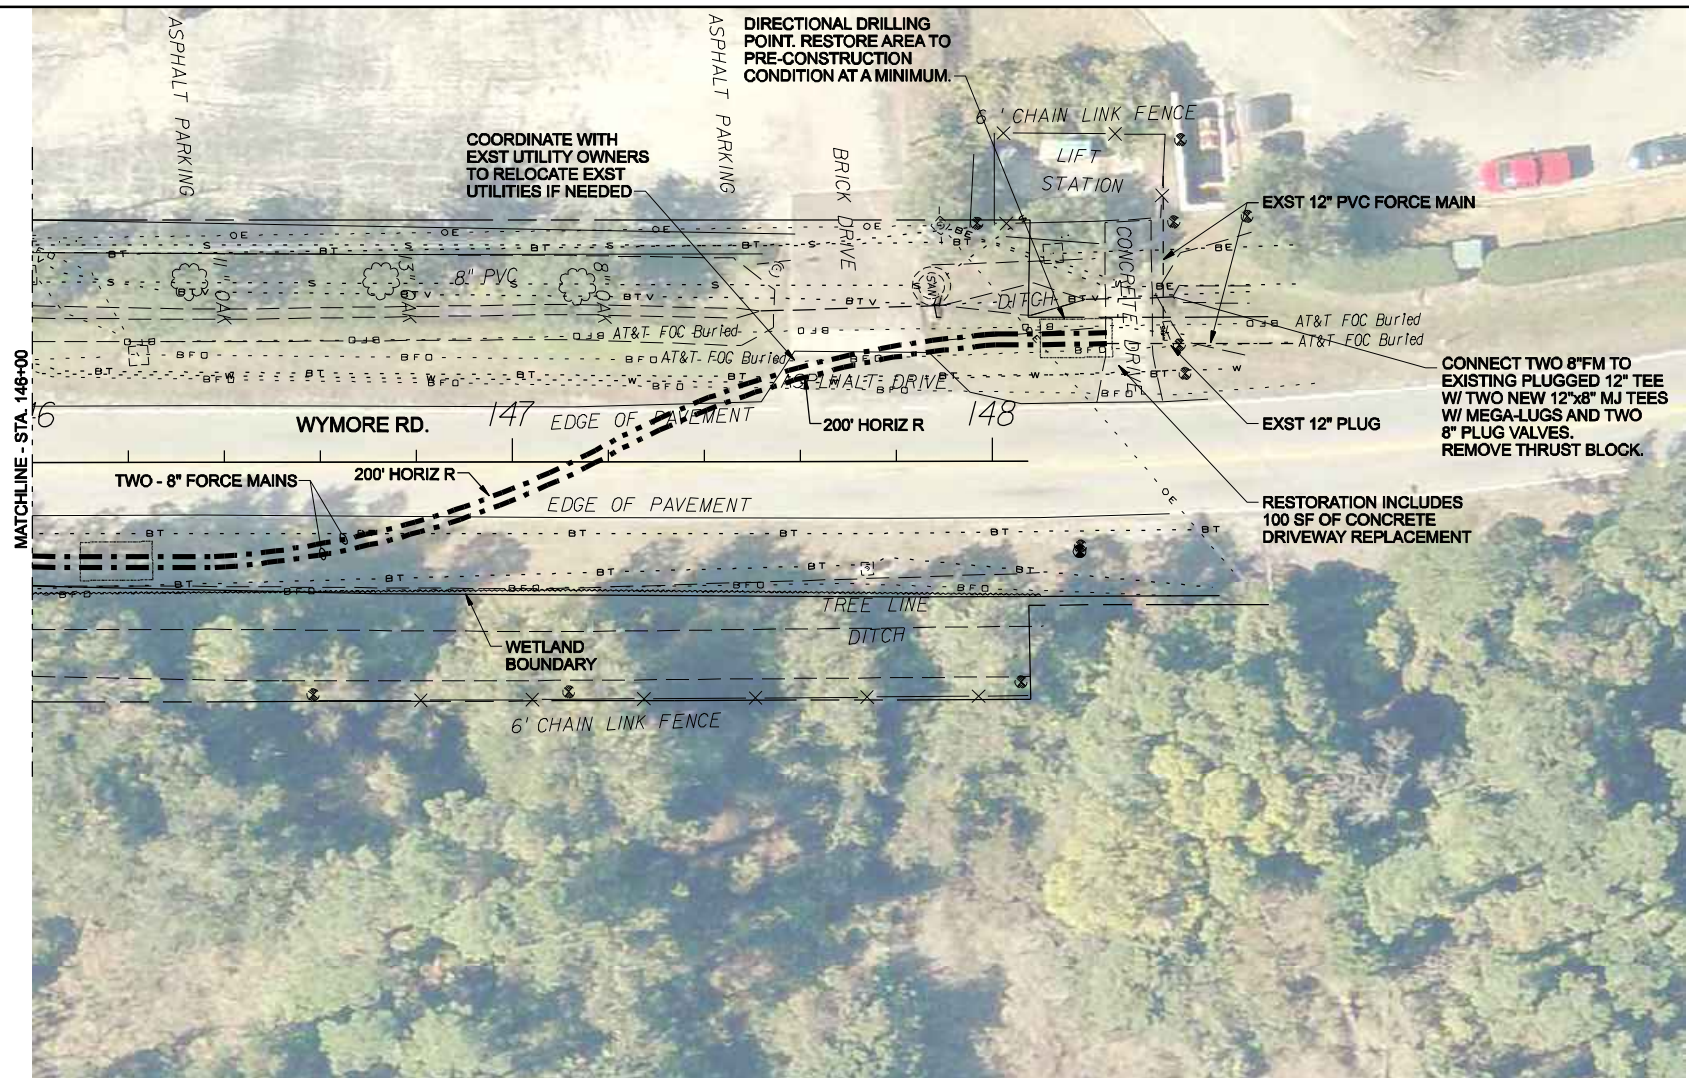 DIRECTIONAL DRILLING
POINT. RESTORE AREA TO
PRE-CONSTRUCTION
CONDITION AT A MINIMUM.
ASPHALT PARKING
ASPHALT PARKING
6 ' CHAIN LINK FENCE
COORDINATE WITH
EXST UTILITY OWNERS
TO RELOCATE EXST
UTILITIES IF NEEDED
BRICK DRIVE
LIFT
STATION
EXST 12" PVC FORCE MAIN
CONCRETE DRIVE
11" OAK
13" OAK
8" PVC
8" OAK
SAN
DITCH
AT&T FOC Buried
AT&T FOC Buried
AT&T FOC Buried
AT&T FOC Buried
CONNECT TWO 8"FM TO
EXISTING PLUGGED 12" TEE
W/ TWO NEW 12"x8" MJ TEES
W/ MEGA-LUGS AND TWO
8" PLUG VALVES.
REMOVE THRUST BLOCK.
ASPLHALT DRIVE
MATCHLINE - STA. 146+00
6
WYMORE RD.
147
EDGE OF PAVEMENT
200' HORIZ R
148
EXST 12" PLUG
TWO - 8" FORCE MAINS
200' HORIZ R
EDGE OF PAVEMENT
RESTORATION INCLUDES
100 SF OF CONCRETE
DRIVEWAY REPLACEMENT
TREE LINE
DITCH
WETLAND
BOUNDARY
6' CHAIN LINK FENCE